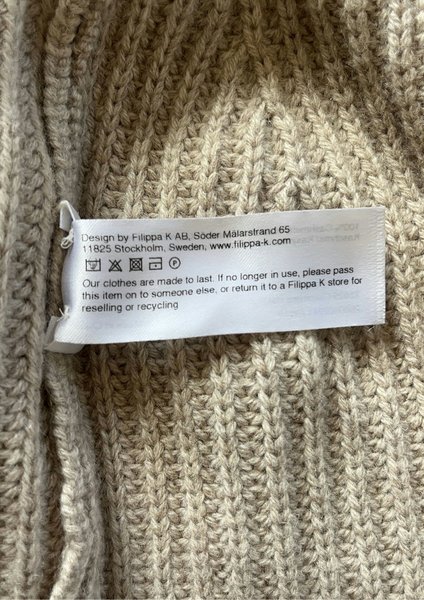 Design by Filippa K AB, Söder Mälarstrand 65
11825 Stockholm, Sweden, www.filippa-k.com
P
Our clothes are made to last. If no longer in use, please pass
this item on to someone else, or return it to a Filippa K store for
reselling or recycling